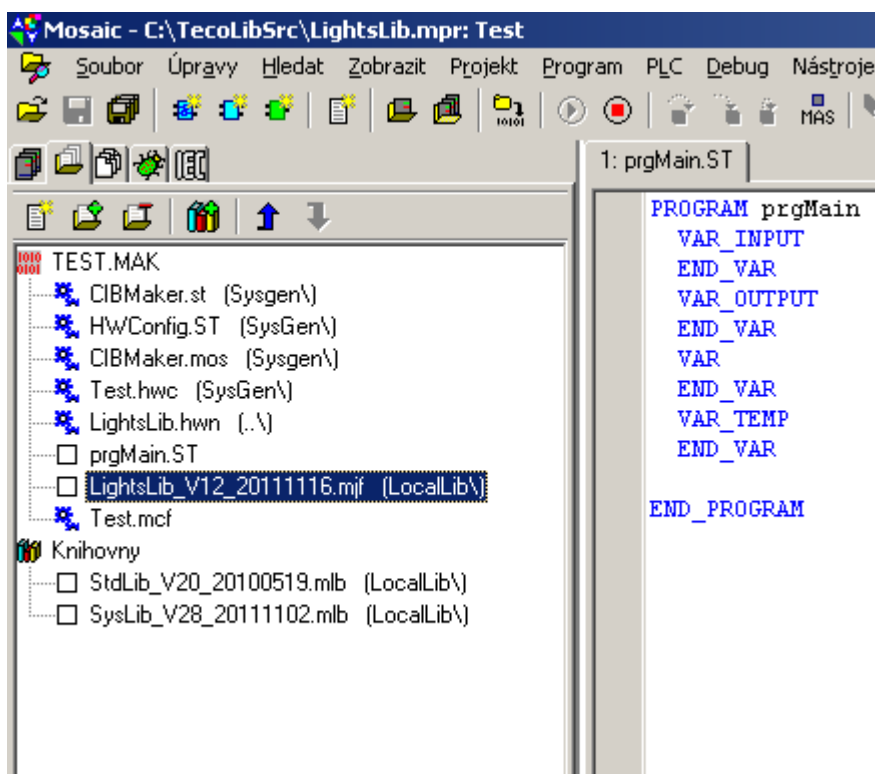 Mosaic - C:\TecoLibSrc\LightsLib.mpr: Test
Soubor Úpravy Hledat Zobrazit Projekt Program PLC Debug Nástroje
MAS
1: prgMain.ST
TEST.MAK
CIBMaker.st (Sysgen\)
HWConfig.ST (SysGen\)
CIBMaker.mos (Sysgen\)
Test.hwc (SysGen\)
LightsLib.hwn (..\)
prgMain.ST
LightsLib_V12_20111116.mjf (LocalLib\)
Test.mcf
Knihovny
StdLib_V20_20100519.mlb (LocalLib\)
SysLib_V28_20111102.mlb (LocalLib\)
PROGRAM prgMain
VAR_INPUT
END_VAR
VAR_OUTPUT
END_VAR
VAR
END_VAR
VAR_TEMP
END_VAR
END_PROGRAM